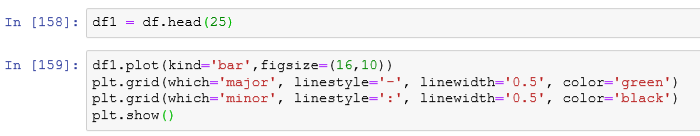 In [158]: df1 = df.head(25)
In [159]: df1.plot(kind='bar',figsize=(16,10))
plt.grid(which='major', linestyle='-', linewidth='0.5', color='green')
plt.grid(which='minor', linestyle=':', linewidth='0.5', color='black')
plt.show()